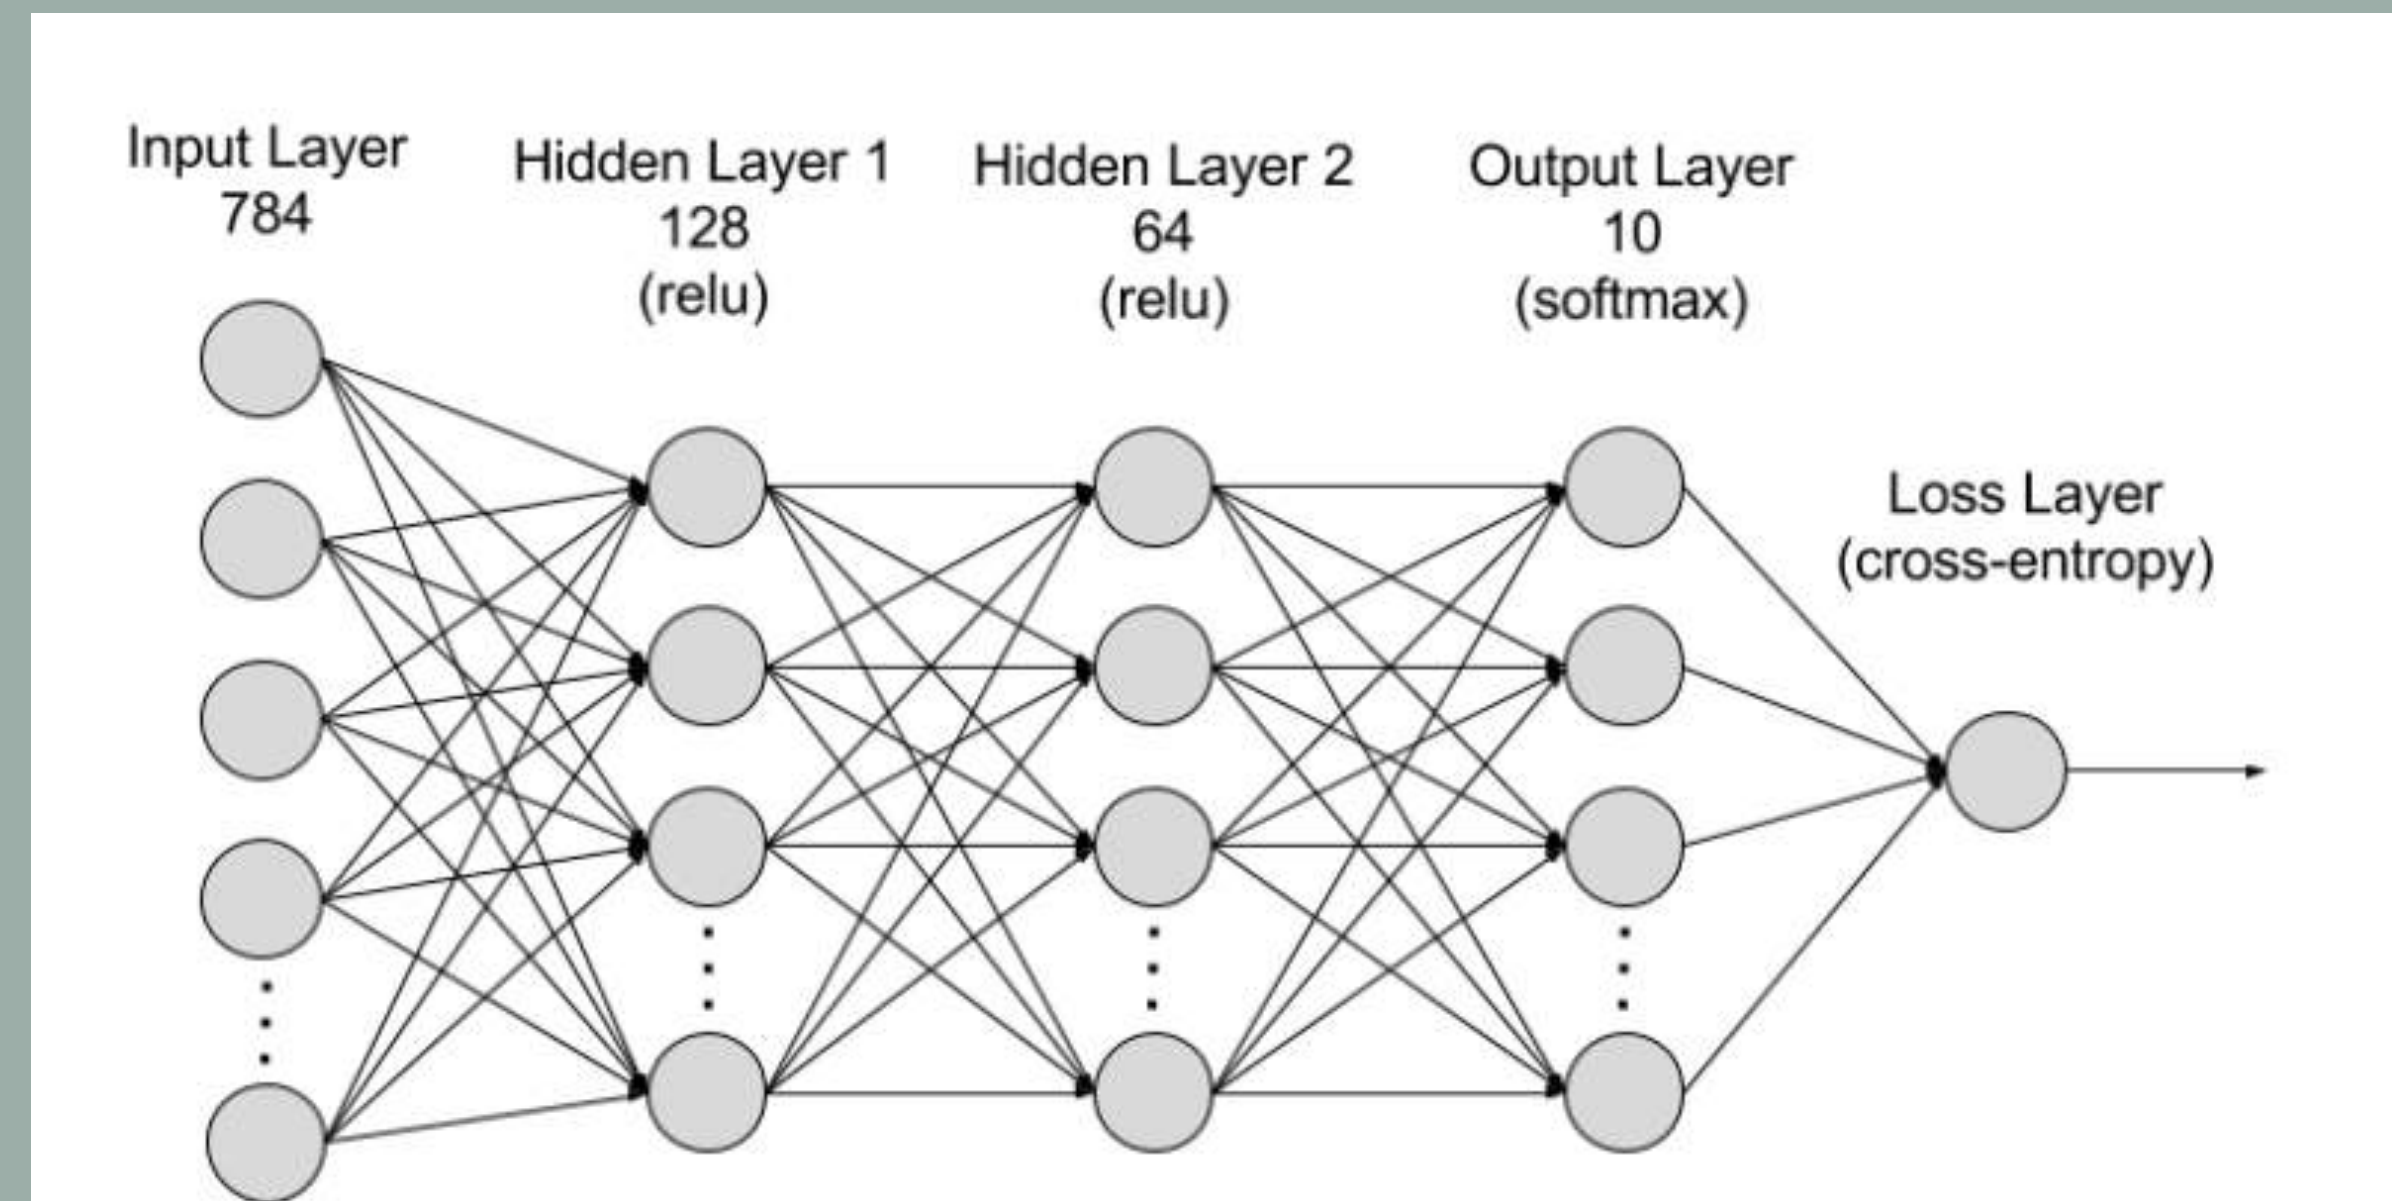 Input Layer
784
Hidden Layer 1
128
(relu)
Hidden Layer 2
64
(relu)
Output Layer
10
(softmax)
Loss Layer
(cross-entropy)